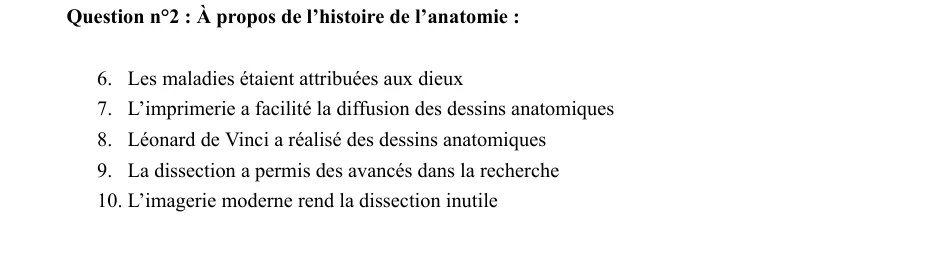 Question n°2 : À propos de l’histoire de l’anatomie :
6. Les maladies étaient attribuées aux dieux
7. L’imprimerie a facilité la diffusion des dessins anatomiques
8. Léonard de Vinci a réalisé des dessins anatomiques
9. La dissection a permis des avancés dans la recherche
10. L’imagerie moderne rend la dissection inutile